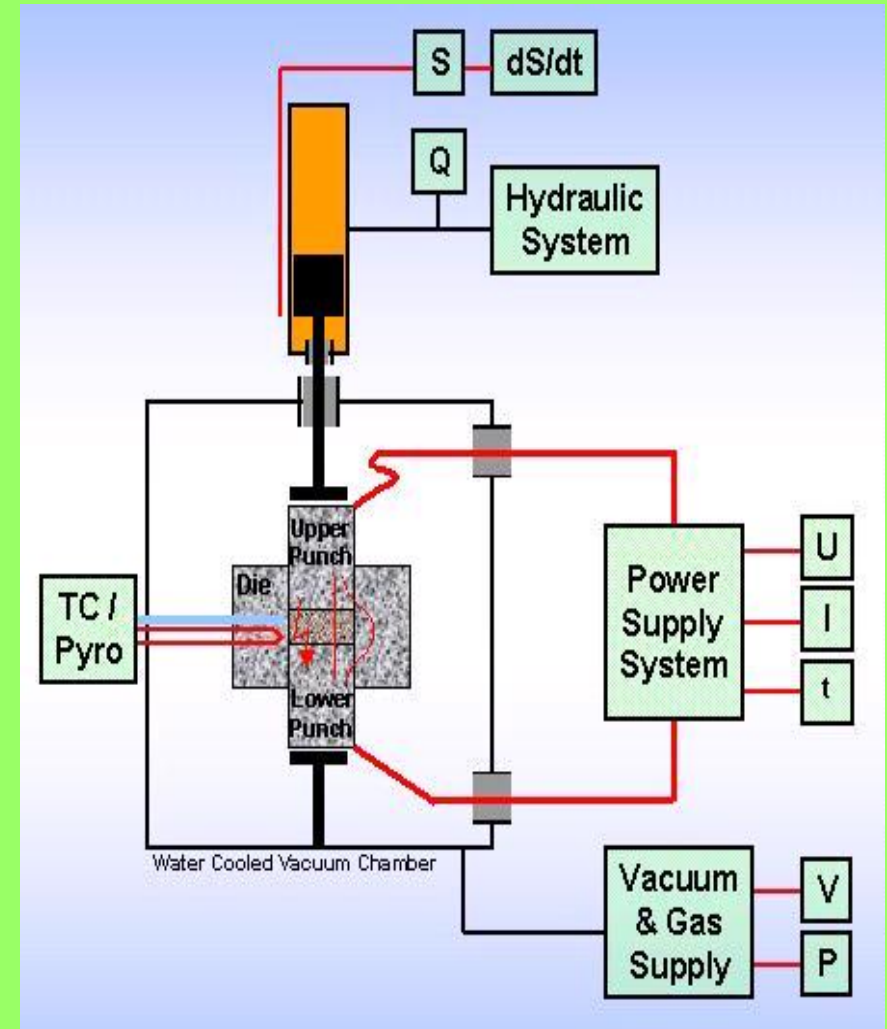 S
dS/dt
Q
Hydraulic
System
Upper
Punch
Die
TC /
Pyro
Lower
Punch
Power
Supply
System
U
I
t
Water Cooled Vacuum Chamber
Vacuum
& Gas
Supply
V
P